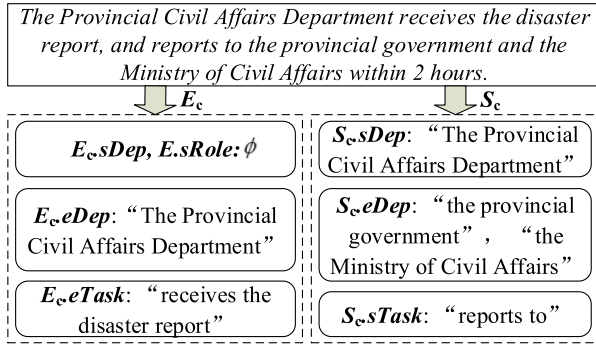 The Provincial Civil Affairs Department receives the disaster
report, and reports to the provincial government and the
Ministry of Civil Affairs within 2 hours.
Ec
Sc
Ec.sDep, E.sRole: ϕ
Ec.eDep: “The Provincial
Civil Affairs Department”
Ec.eTask: “receives the
disaster report”
Sc.sDep: “The Provincial
Civil Affairs Department”
Sc.eDep: “the provincial
government”, “the
Ministry of Civil Affairs”
Sc.sTask: “reports to”